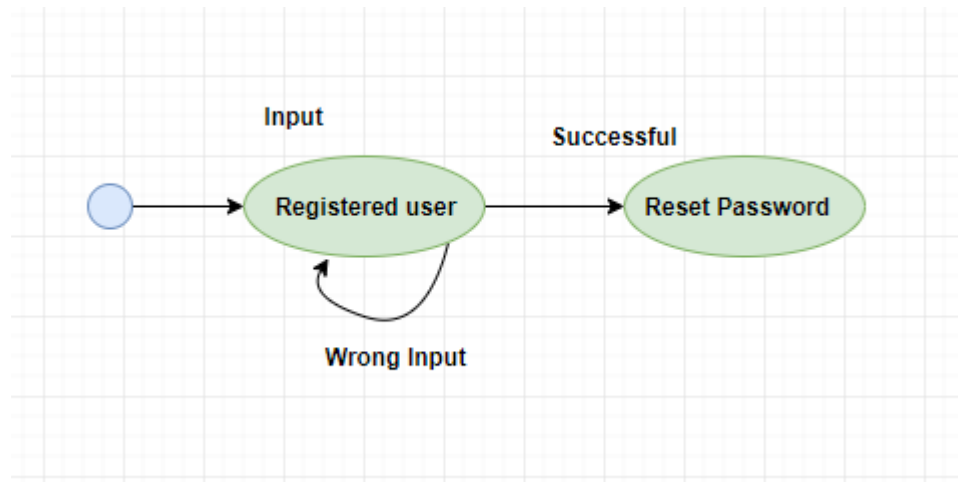 Input
Successful
Registered user
Reset Password
Wrong Input